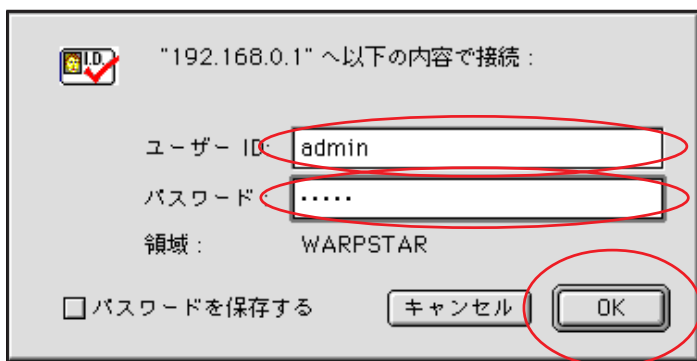 I.D.
"192.168.0.1" へ以下の内容で接続：
ユーザー ID： admin
パスワード： •••••
領域： WARPSTAR
パスワードを保存する キャンセル OK